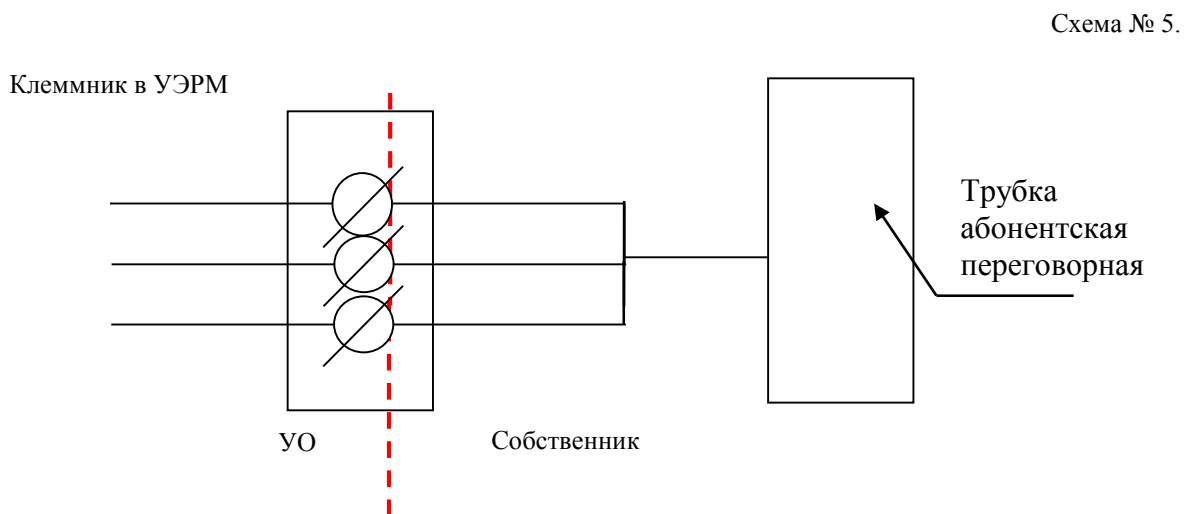 Схема № 5.
Клеммник в УЭРМ
Трубка
абонентская
переговорная
УО
Собственник